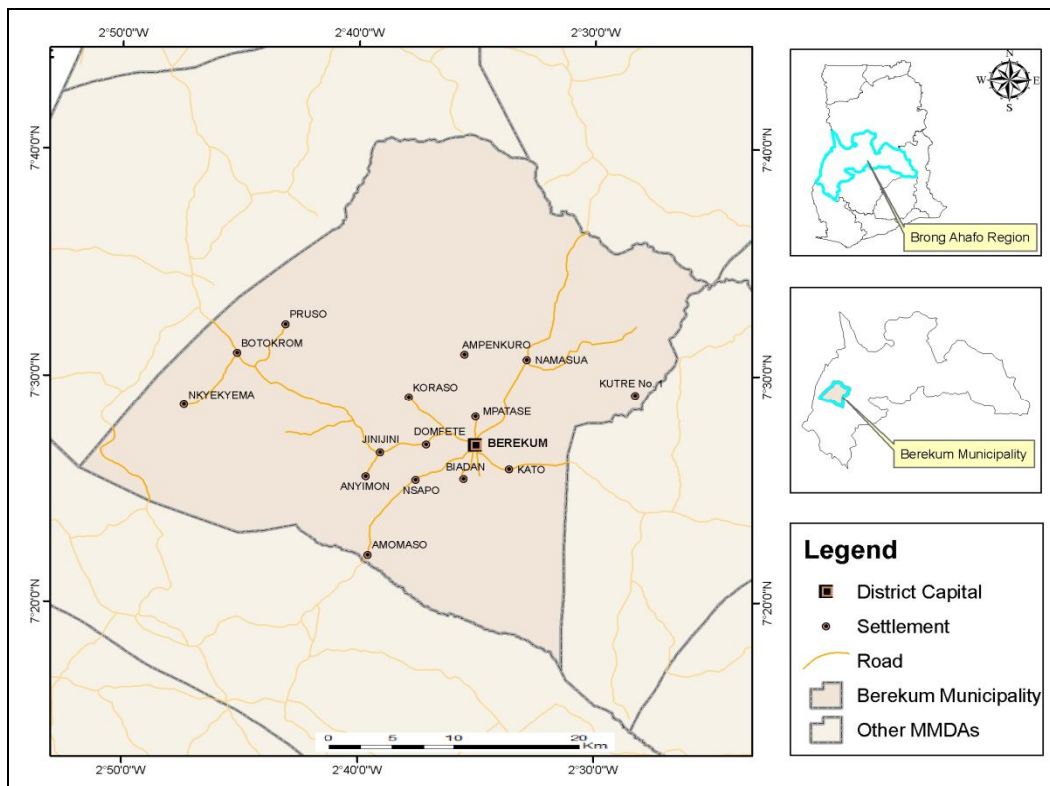 2°50'0"W
2°40'0"W
2°30'0"W
7°40'0"N
7°40'0"N
7°30'0"N
7°30'0"N
7°20'0"N
7°20'0"N
PRUSO
BOTOKROM
AMPENKURO
NAMASUA
NKYEKYEMA
KORASO
KUTRE No. 1
MPATASE
DOMFETE
JINIJINI
BEREKUM
BIADAN
KATO
ANYIMON
NSAPO
AMOMASO
0 5 10 20
Km
2°50'0"W
2°40'0"W
2°30'0"W
N
W
E
S
Brong Ahafo Region
Berekum Municipality
Legend
District Capital
Settlement
Road
Berekum Municipality
Other MMDAs